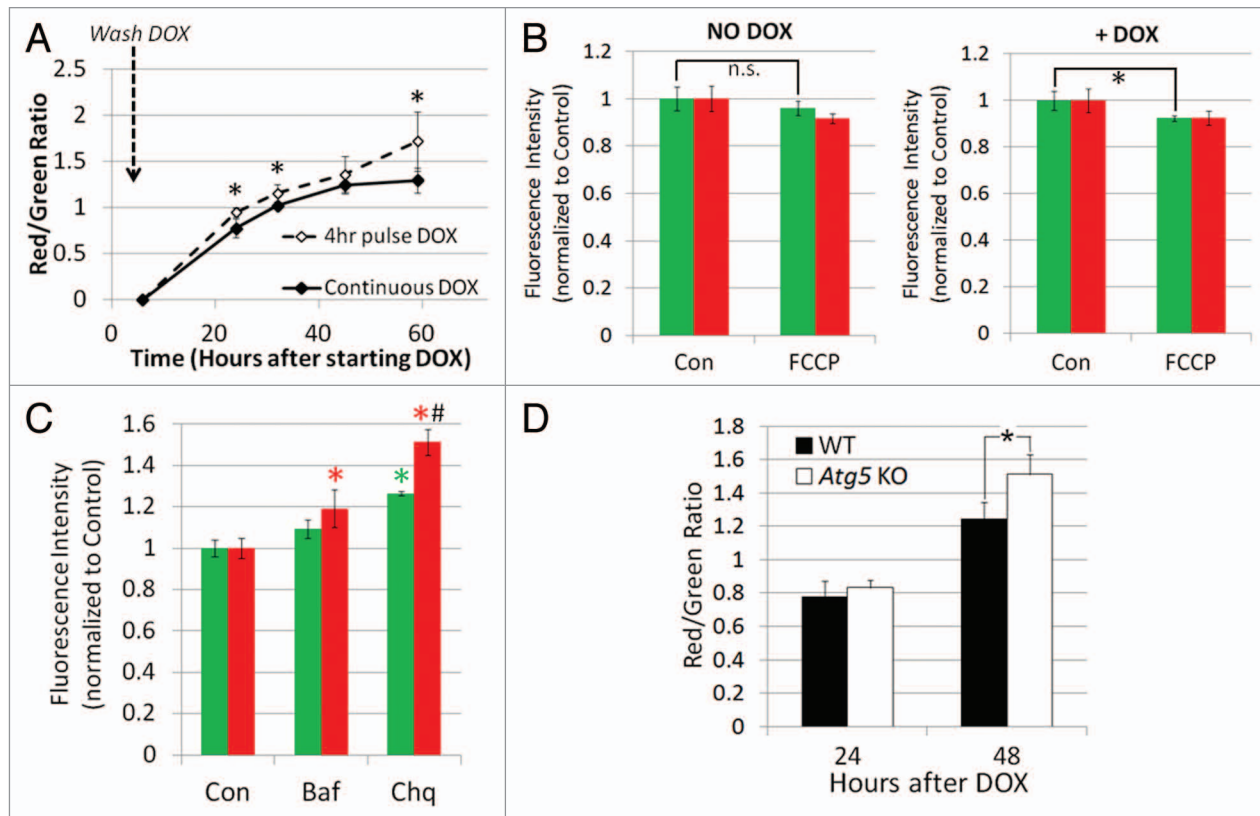 A
Wash DOX
2.5
2
1.5
1
0.5
0
Red/Green Ratio
*
*
*
4hr pulse DOX
Continuous DOX
0
20
40
60
Time (Hours after starting DOX)
B
NO DOX
1.2
1
0.8
0.6
0.4
0.2
0
Fluorescence Intensity
(normalized to Control)
n.s.
Con
FCCP
+ DOX
1.2
1
0.8
0.6
0.4
0.2
0
Fluorescence Intensity
(normalized to Control)
*
Con
FCCP
C
1.6
1.4
1.2
1
0.8
0.6
0.4
0.2
0
Fluorescence Intensity
(normalized to Control)
*
*
*#
Con
Baf
Chq
D
1.8
1.6
1.4
1.2
1
0.8
0.6
0.4
0.2
0
Red/Green Ratio
WT
Atg5 KO
*
24
48
Hours after DOX